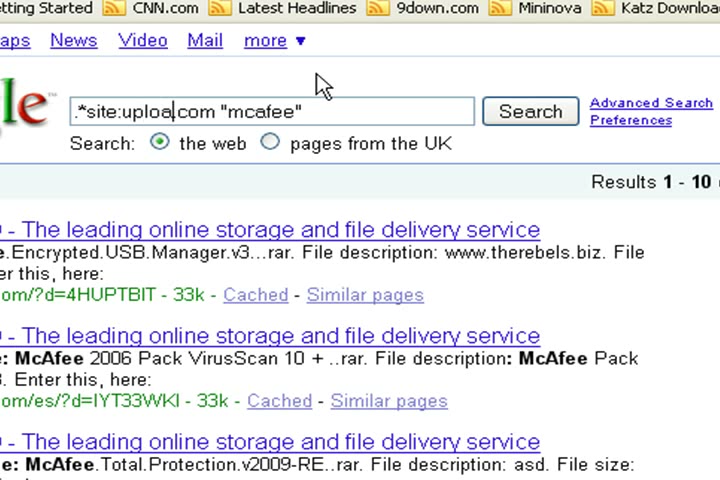 etting Started CNN.com Latest Headlines 9down.com Mininova Katz Downloa
aps News Video Mail more ▼
le™
.*site:uploa.com "mcafee" Search Advanced Search
Preferences
Search: the web pages from the UK
Results 1 - 10
- The leading online storage and file delivery service
e.Encrypted.USB.Manager.v3...rar. File description: www.therebels.biz. File
er this, here:
om/?d=4HUPTBIT - 33k - Cached - Similar pages
- The leading online storage and file delivery service
e: McAfee 2006 Pack VirusScan 10 + ..rar. File description: McAfee Pack
3. Enter this, here:
om/es/?d=IYT33WKI - 33k - Cached - Similar pages
- The leading online storage and file delivery service
e: McAfee.Total.Protection.v2009-RE..rar. File description: asd. File size: